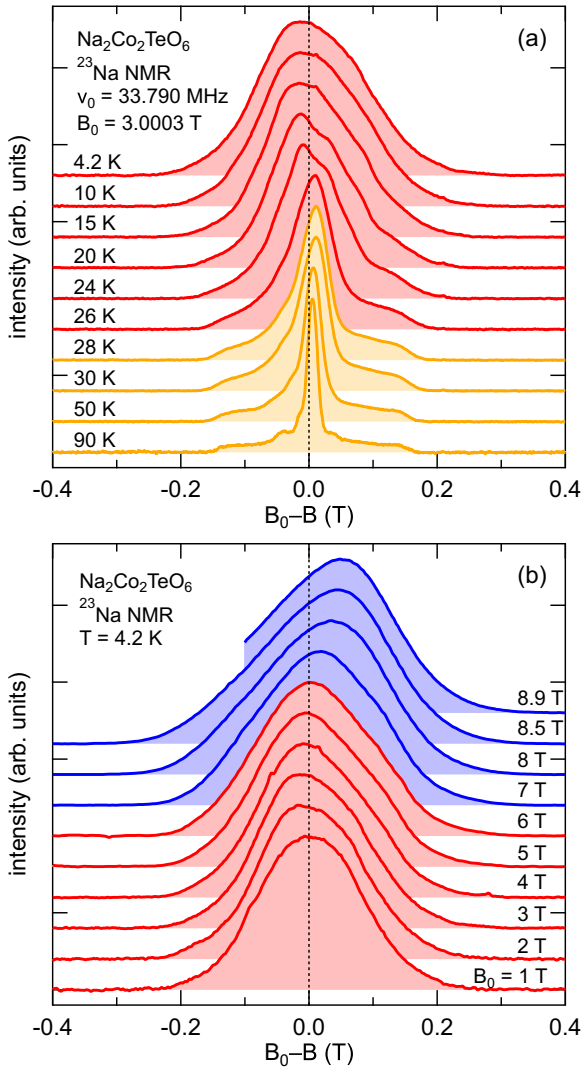 (a)
Na₂Co₂TeO₆
²³Na NMR
ν₀ = 33.790 MHz
B₀ = 3.0003 T
4.2 K
10 K
15 K
20 K
24 K
26 K
28 K
30 K
50 K
90 K
intensity (arb. units)
-0.4 -0.2 0.0 0.2 0.4
B₀–B (T)
(b)
Na₂Co₂TeO₆
²³Na NMR
T = 4.2 K
8.9 T
8.5 T
8 T
7 T
6 T
5 T
4 T
3 T
2 T
B₀ = 1 T
intensity (arb. units)
-0.4 -0.2 0.0 0.2 0.4
B₀–B (T)